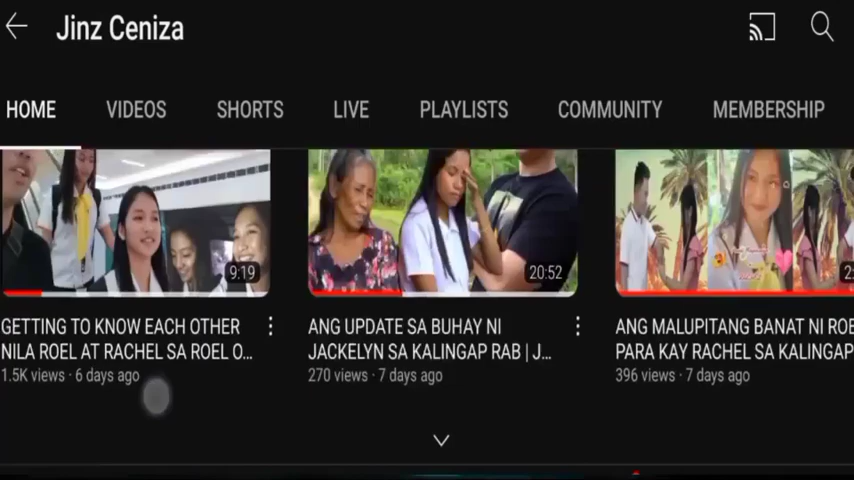 Jinz Ceniza
HOME VIDEOS SHORTS LIVE PLAYLISTS COMMUNITY MEMBERSHIP
9:19
20:52
2:
GETTING TO KNOW EACH OTHER
NILA ROEL AT RACHEL SA ROEL O...
1.5K views · 6 days ago
ANG UPDATE SA BUHAY NI
JACKELYN SA KALINGAP RAB | J...
270 views · 7 days ago
ANG MALUPITANG BANAT NI ROE
PARA KAY RACHEL SA KALINGAP
396 views · 7 days ago